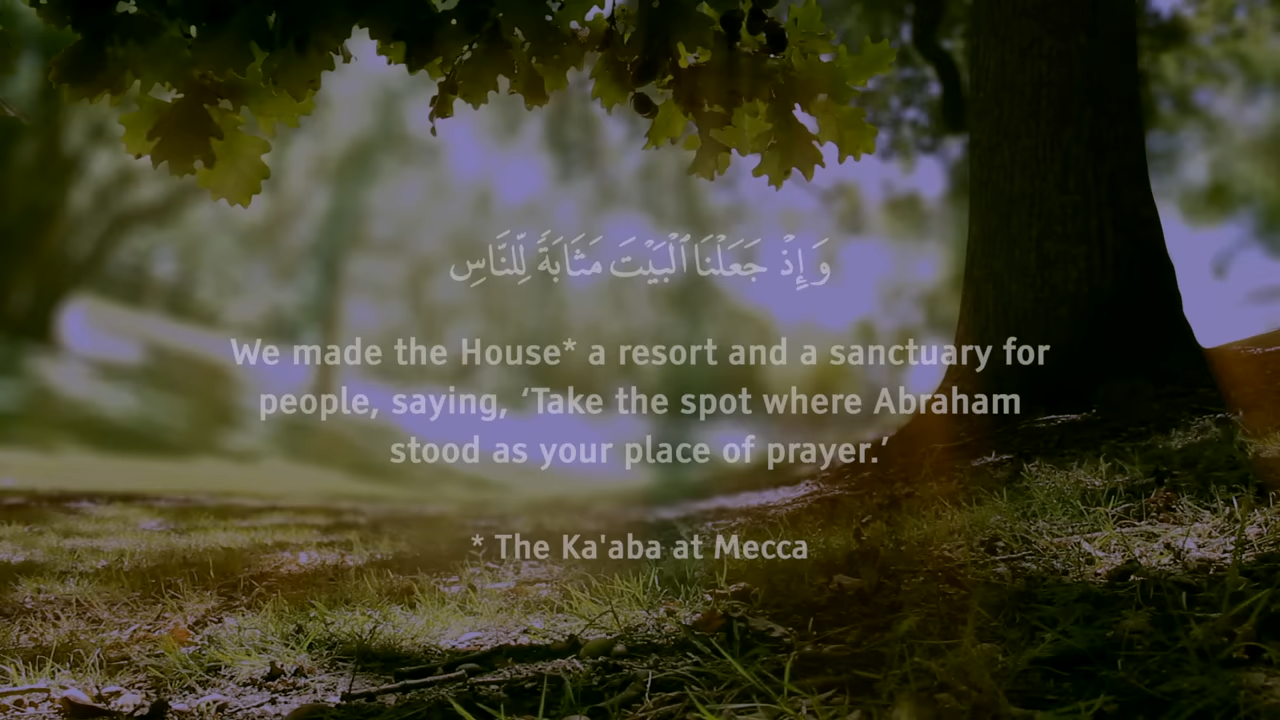 وَإِذْ جَعَلْنَا ٱلْبَيْتَ مَثَابَةً لِّلنَّاسِ
We made the House* a resort and a sanctuary for
people, saying, ‘Take the spot where Abraham
stood as your place of prayer.’
* The Ka'aba at Mecca